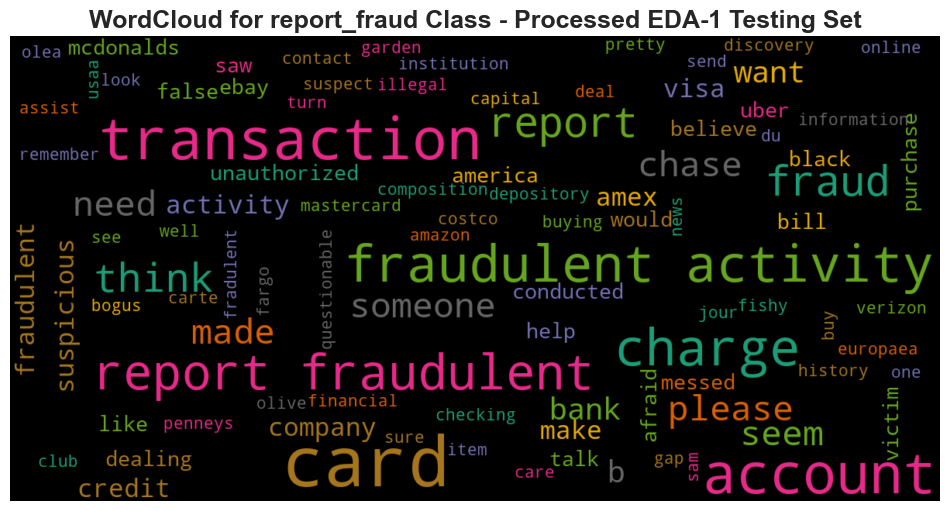 WordCloud for report_fraud Class - Processed EDA-1 Testing Set
olea mcdonalds garden pretty discovery online
usaa look saw contact institution send want
assist false ebay suspect illegal turn capital deal visa uber information
transaction report believe du purchase
remember unauthorized america chase black fraud
need activity mastercard composition depository amex
costco buying would news bill
see well amazon
fraudulent suspicious think fradulent fargo questionable fraudulent activity
bogus carte someone conducted jour fishy buy verizon
made help charge europaea
report fraudulent history one
olive financial afraid messed
like penneys company checking bank please victim
sure make seem
club dealing card item talk gap
credit care b sam account